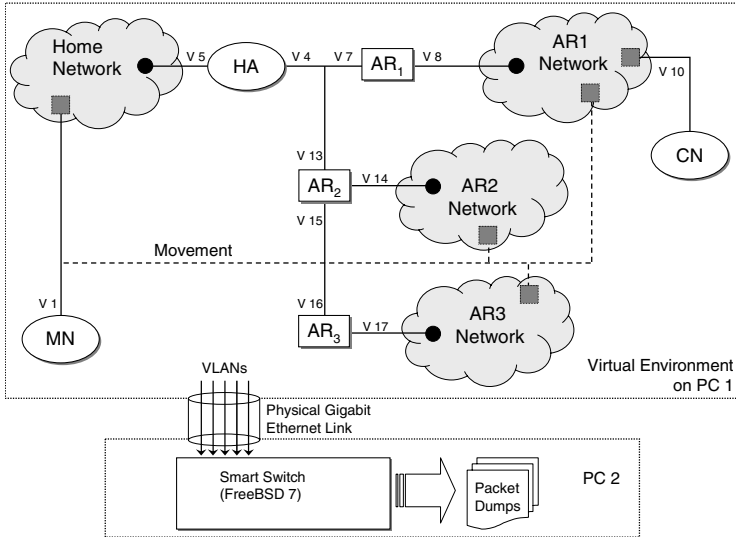 Home
Network
V 5
HA
V 4
V 7
AR1
V 8
AR1
Network
V 10
CN
V 13
AR2
V 14
AR2
Network
V 15
Movement
V 1
MN
V 16
AR3
V 17
AR3
Network
Virtual Environment
on PC 1
VLANs
Physical Gigabit
Ethernet Link
Smart Switch
(FreeBSD 7)
Packet
Dumps
PC 2